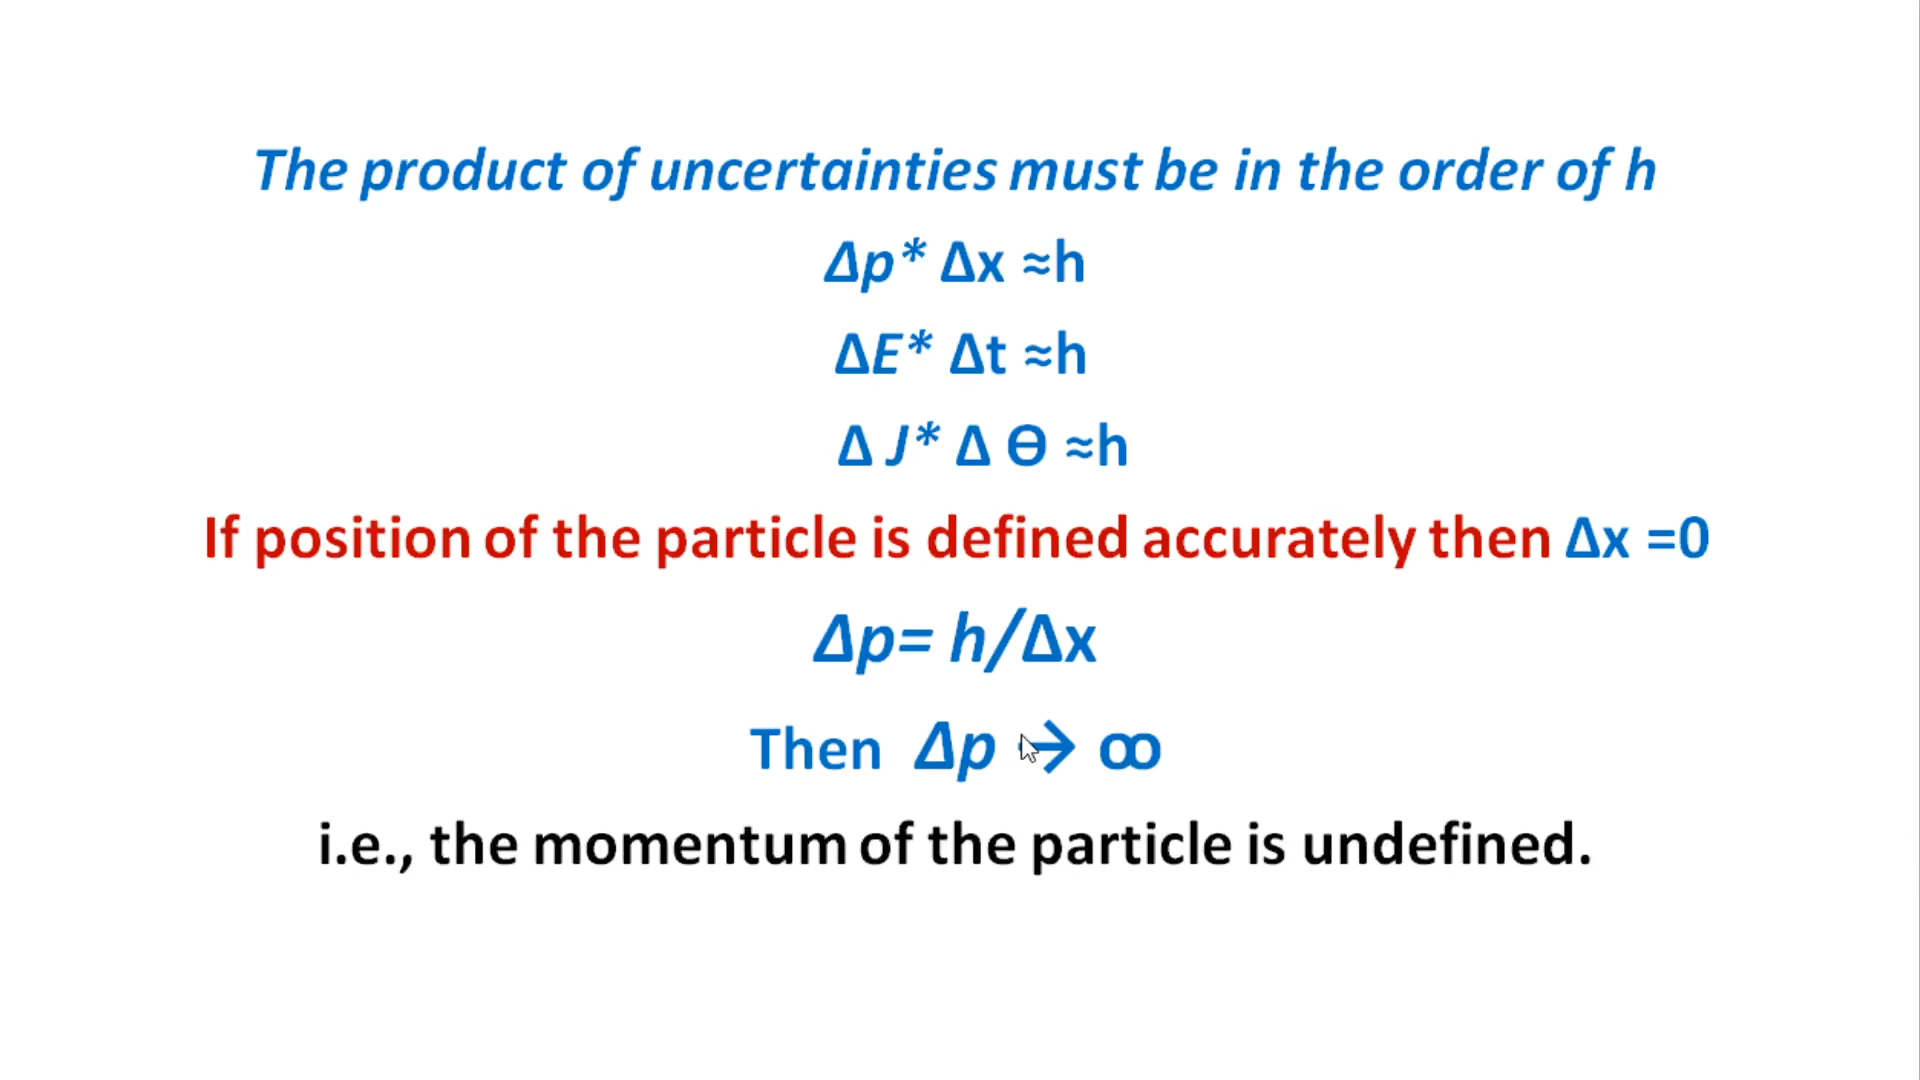 The product of uncertainties must be in the order of h
Δp* Δx ≈h
ΔE* Δt ≈h
Δ J* Δ Ө ≈h
If position of the particle is defined accurately then Δx =0
Δp= h/Δx
Then Δp → ꝏ
i.e., the momentum of the particle is undefined.